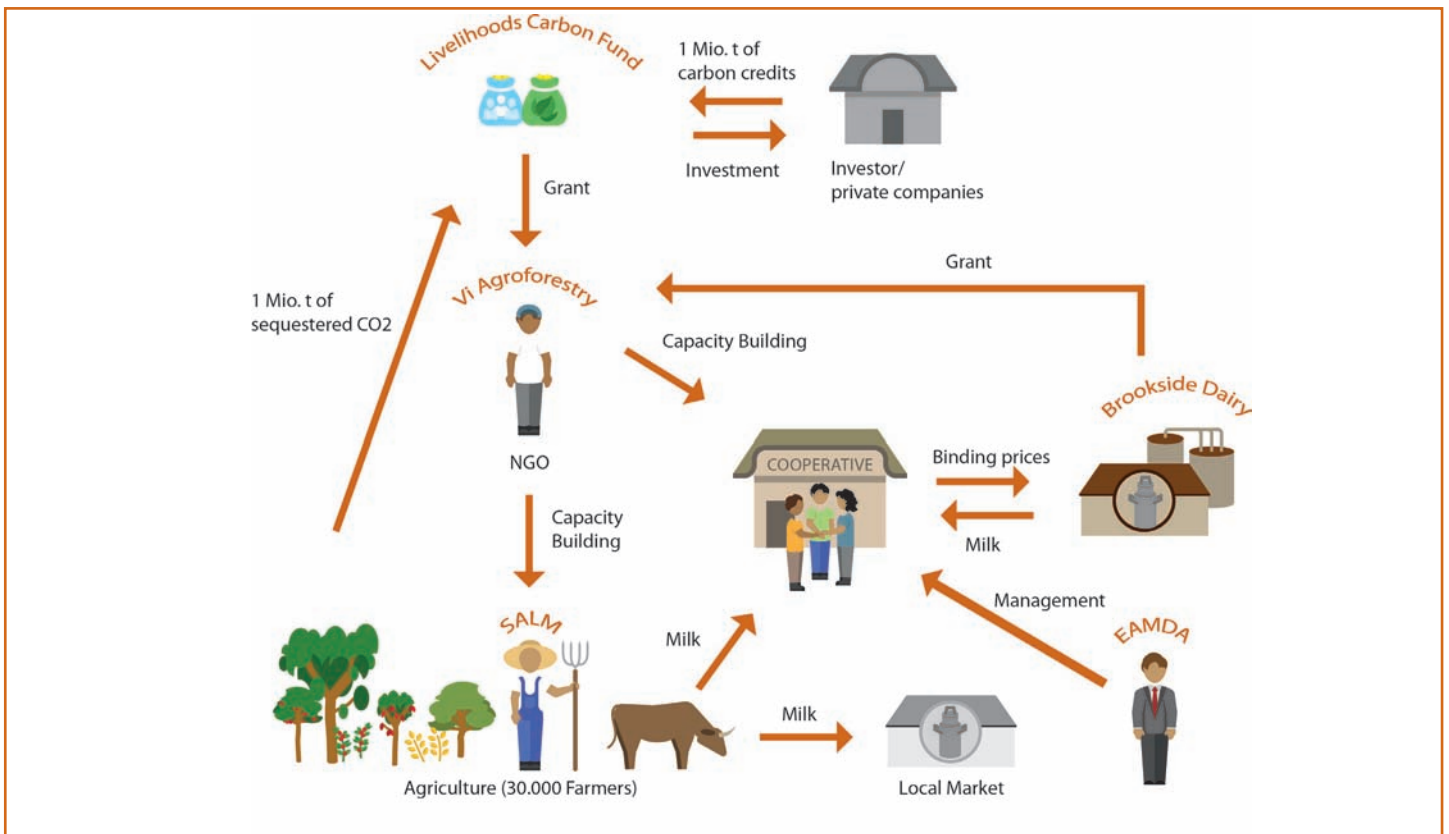 Livelihoods Carbon Fund
1 Mio. t of
carbon credits
Investment
Investor/
private companies
Grant
Grant
Vi Agroforestry
1 Mio. t of
sequestered CO2
Capacity Building
Brookside Dairy
NGO
COOPERATIVE
Binding prices
Milk
Capacity
Building
Management
SALM
Milk
EAMDA
Milk
Agriculture (30.000 Farmers)
Local Market